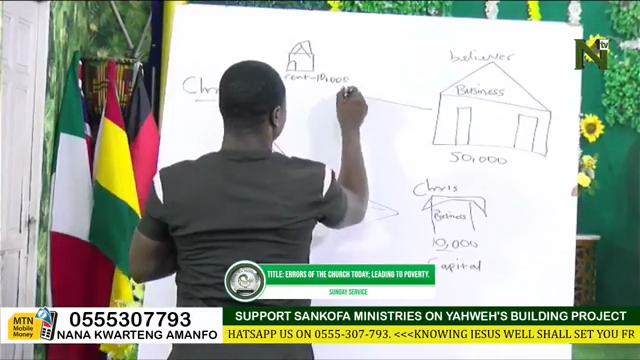 believer
Business
50,000
rent-10,000
Chris
Business
10,000
Capital
N
tv
TITLE: ERRORS OF THE CHURCH TODAY; LEADING TO POVERTY.
SUNDAY SERVICE
MTN
Mobile
Money
0555307793
NANA KWARTENG AMANFO
SUPPORT SANKOFA MINISTRIES ON YAHWEH'S BUILDING PROJECT
HATSAPP US ON 0555-307-793. <<<KNOWING JESUS WELL SHALL SET YOU FR